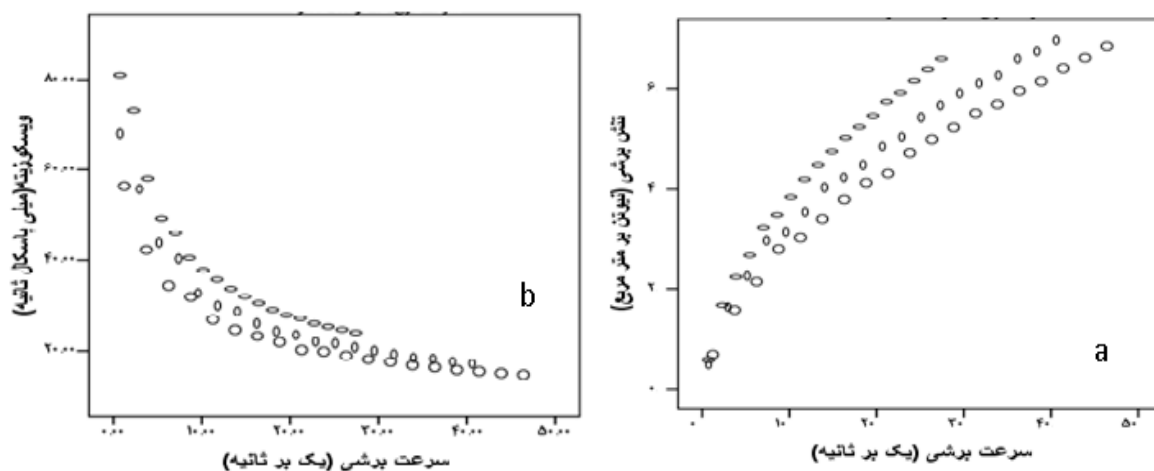 ویسکوزیته(میلی پاسکال ثانیه)
۸۰.۰۰
۶۰.۰۰
۴۰.۰۰
۲۰.۰۰
b
۰.۰۰ ۱۰.۰۰ ۲۰.۰۰ ۳۰.۰۰ ۴۰.۰۰ ۵۰.۰۰
سرعت برشی (یک بر ثانیه)
تنش برشی (نیوتن بر متر مربع)
۶
۴
۲
۰
a
۰ ۱۰ ۲۰ ۳۰ ۴۰ ۵۰
سرعت برشی (یک بر ثانیه)